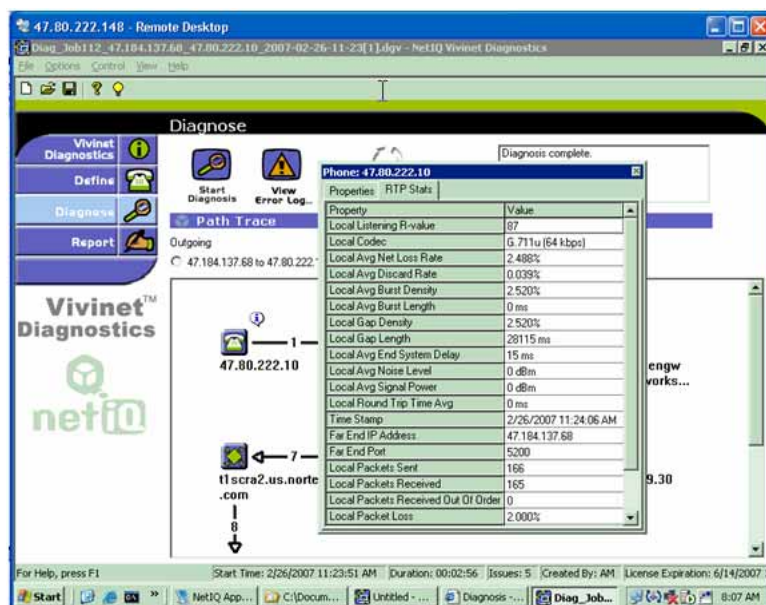 47.80.222.148 - Remote Desktop
Diag_Job112_47.184.137.68_47.80.222.10_2007-02-26-11-23[1].dgv - NetIQ Vivinet Diagnostics
File Options Control View Help
Diagnose
Vivinet Diagnostics
Define
Diagnose
Report
Start Diagnosis
View Error Log...
Diagnosis complete.
Path Trace
Outgoing
47.184.137.68 to 47.80.222.1
Vivinet™
Diagnostics
netIQ
Phone: 47.80.222.10
Properties RTP Stats
Property Value
Local Listening R-value 87
Local Codec G.711u (64 kbps)
Local Avg Net Loss Rate 2.488%
Local Avg Discard Rate 0.039%
Local Avg Burst Density 2.520%
Local Avg Burst Length 0 ms
Local Gap Density 2.520%
Local Gap Length 28115 ms
Local Avg End System Delay 15 ms
Local Avg Noise Level 0 dBm
Local Avg Signal Power 0 dBm
Local Round Trip Time Avg 0 ms
Time Stamp 2/26/2007 11:24:06 AM
Far End IP Address 47.184.137.68
Far End Port 5200
Local Packets Sent 166
Local Packets Received 165
Local Packets Received Out Of Order 0
Local Packet Loss 2.000%
1
47.80.222.10
engw
works...
7
t1scra2.us.norte
.com
9.30
8
For Help, press F1
Start Time: 2/26/2007 11:23:51 AM Duration: 00:02:56 Issues: 5 Created By: AM License Expiration: 6/14/2007
Start
NetIQ App...
C:\Docum...
Untitled - ...
Diagnosis -...
Diag_Job...
8:07 AM